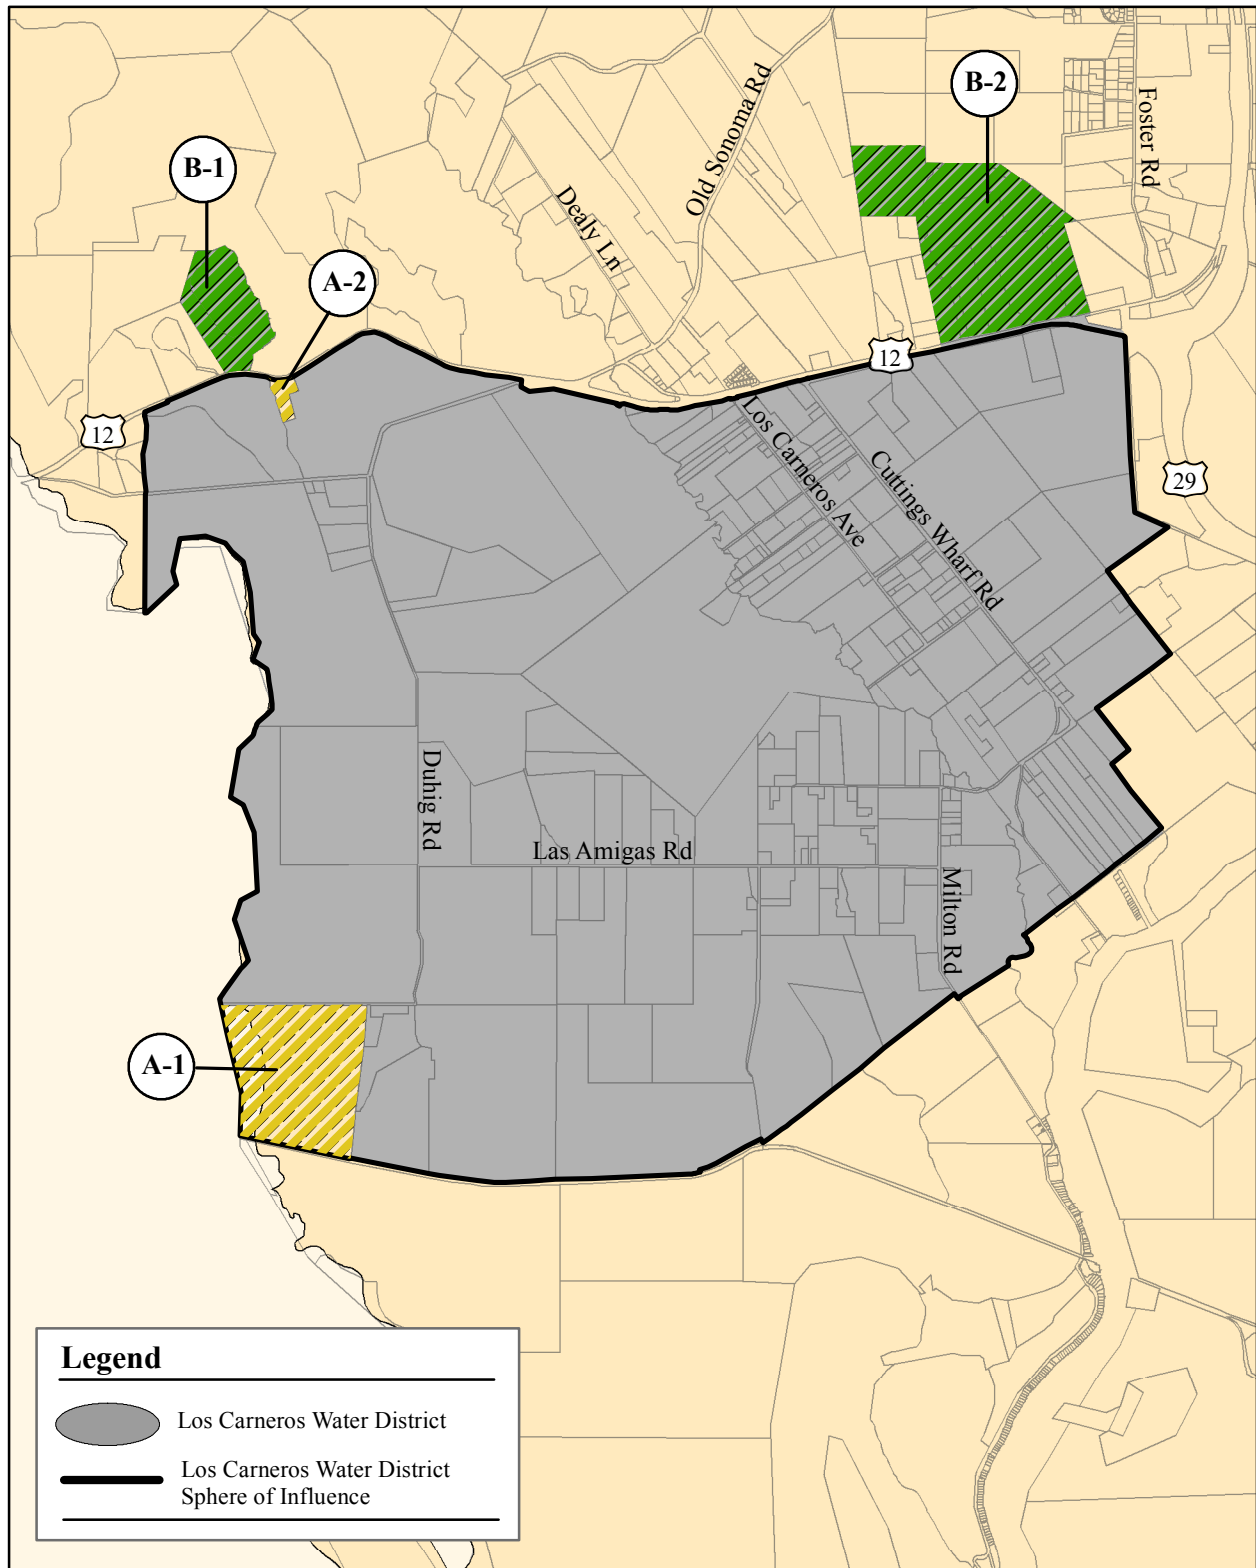 B-2
Foster Rd
Old Sonoma Rd
B-1
Dealy Ln
A-2
12
12
Los Carneros Ave
Cuttings Wharf Rd
29
Duhig Rd
Las Amigas Rd
Milton Rd
A-1
Legend
Los Carneros Water District
Los Carneros Water District
Sphere of Influence